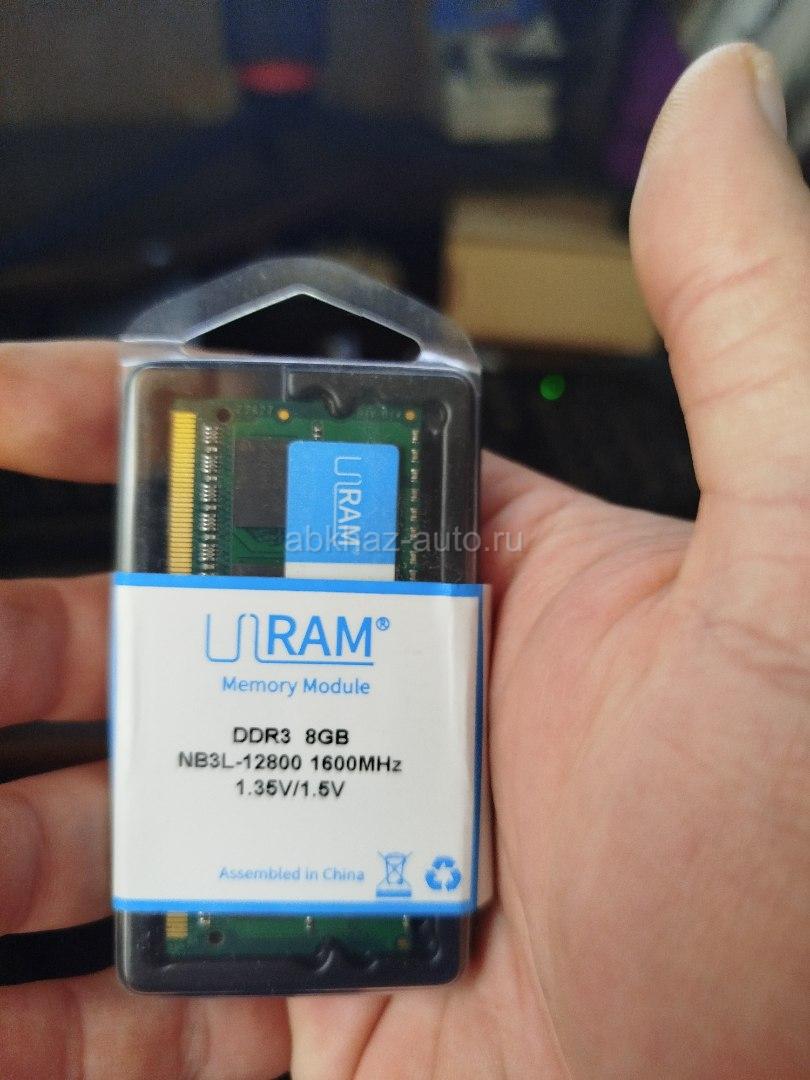 URAM
abkhaz-auto.ru
URAM®
Memory Module
DDR3 8GB
NB3L-12800 1600MHz
1.35V/1.5V
Assembled in China